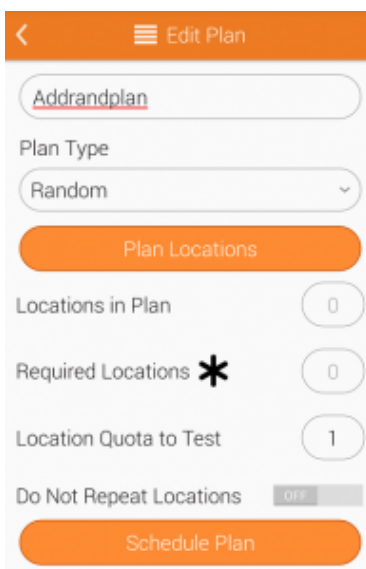 Edit Plan
Addrandplan
Plan Type
Random
Plan Locations
Locations in Plan 0
Required Locations * 0
Location Quota to Test 1
Do Not Repeat Locations OFF
Schedule Plan